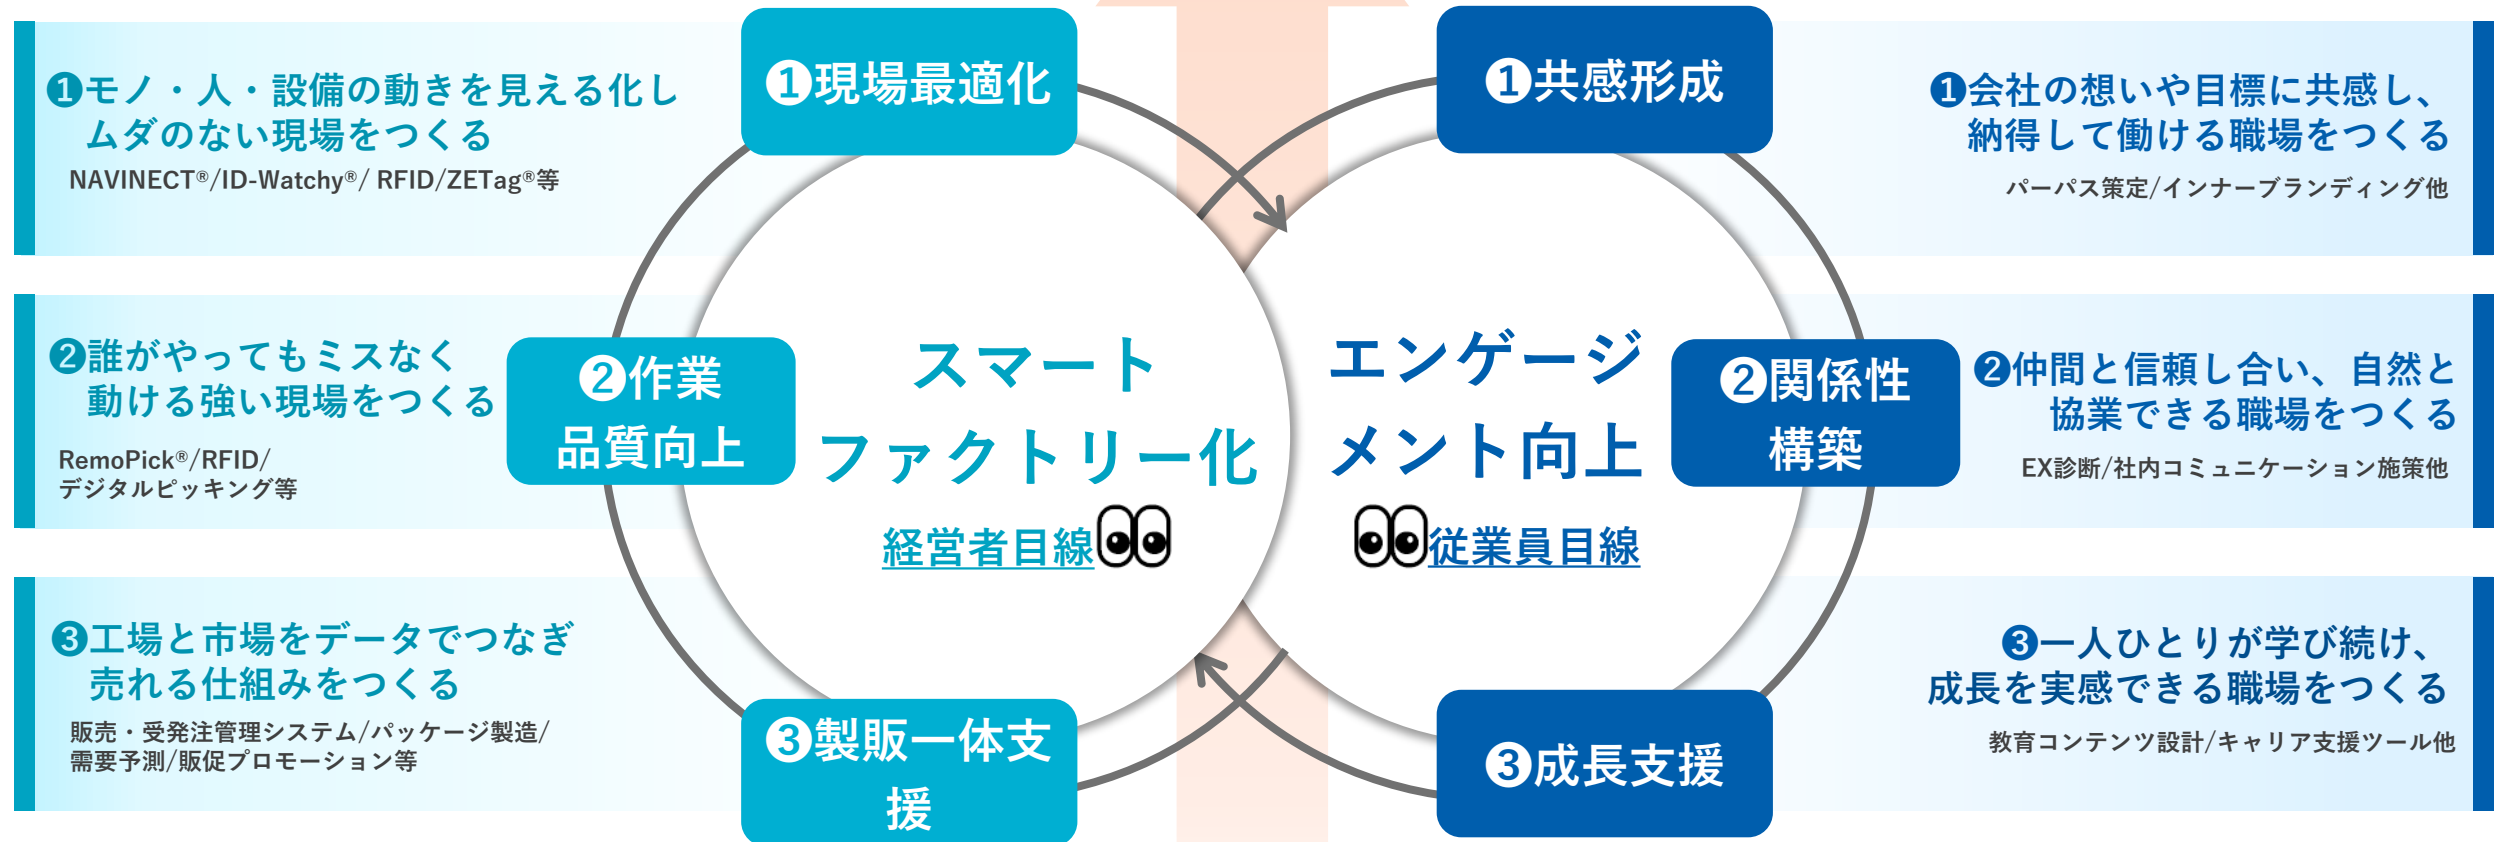 ❶モノ・人・設備の動きを見える化し
ムダのない現場をつくる
NAVINECT®/ID-Watchy®/ RFID/ZETag®等
❷誰がやってもミスなく
動ける強い現場をつくる
RemoPick®/RFID/
デジタルピッキング等
❸工場と市場をデータでつなぎ
売れる仕組みをつくる
販売・受発注管理システム/パッケージ製造/
需要予測/販促プロモーション等
❶現場最適化
❷作業
品質向上
❸製販一体支
援
スマート
ファクトリー化
経営者目線
エンゲージ
メント向上
従業員目線
❶共感形成
❷関係性
構築
❸成長支援
❶会社の想いや目標に共感し、
納得して働ける職場をつくる
パーパス策定/インナーブランディング他
❷仲間と信頼し合い、自然と
協業できる職場をつくる
EX診断/社内コミュニケーション施策他
❸一人ひとりが学び続け、
成長を実感できる職場をつくる
教育コンテンツ設計/キャリア支援ツール他